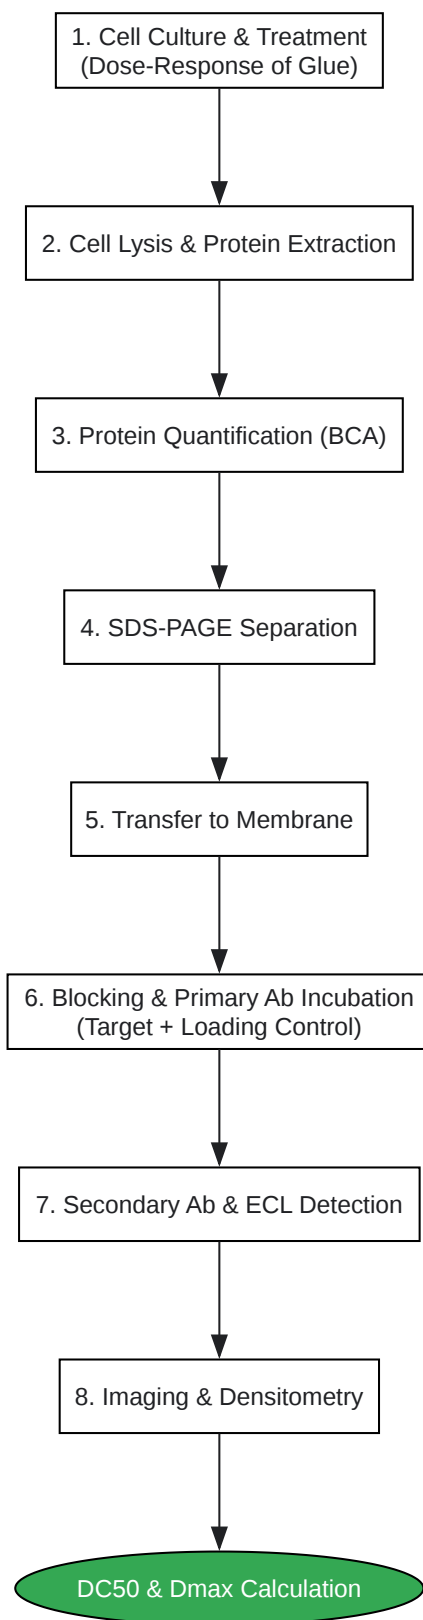 1. Cell Culture & Treatment
(Dose-Response of Glue)
2. Cell Lysis & Protein Extraction
3. Protein Quantification (BCA)
4. SDS-PAGE Separation
5. Transfer to Membrane
6. Blocking & Primary Ab Incubation
(Target + Loading Control)
7. Secondary Ab & ECL Detection
8. Imaging & Densitometry
DC50 & Dmax Calculation